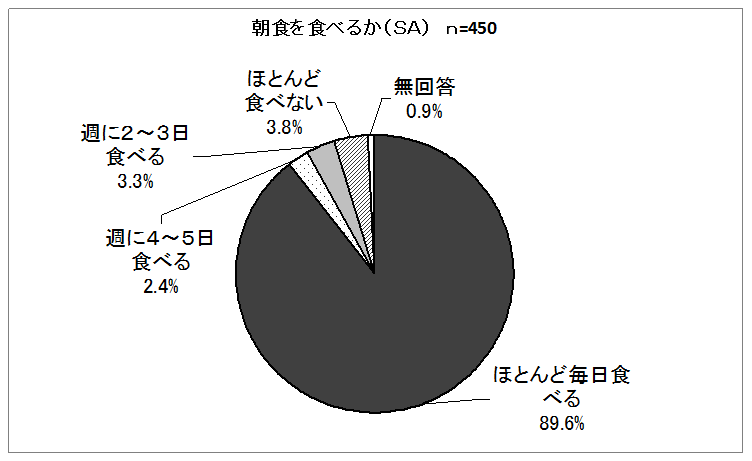 朝食を食べるか(SA) n=450
ほとんど
食べない
3.8%
無回答
0.9%
週に2～3日
食べる
3.3%
週に4～5日
食べる
2.4%
ほとんど毎日食
べる
89.6%